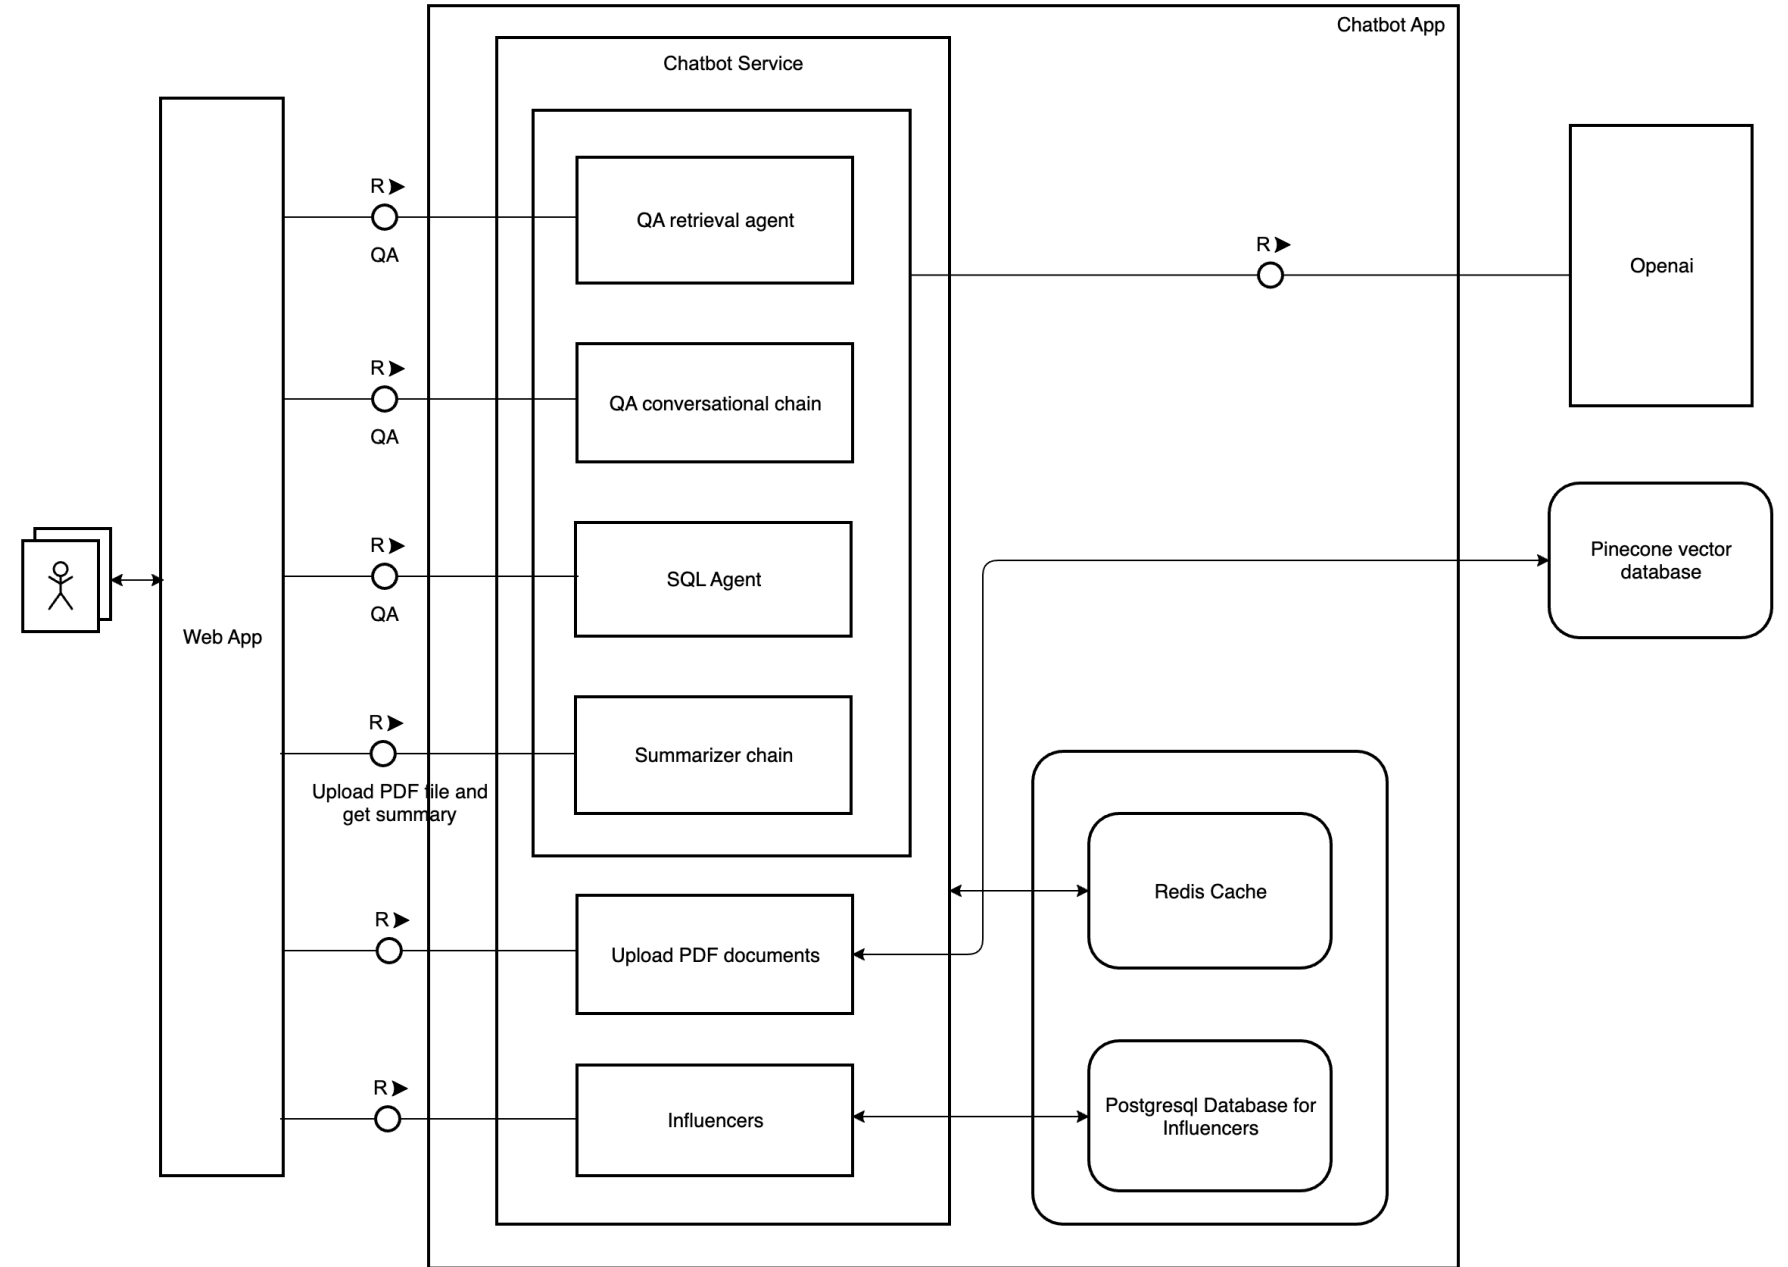 Chatbot App
Chatbot Service
R
QA
QA retrieval agent
R
Openai
R
QA
QA conversational chain
R
QA
SQL Agent
Pinecone vector
database
Web App
R
Upload PDF file and
get summary
Summarizer chain
Redis Cache
R
Upload PDF documents
R
Influencers
Postgresql Database for
Influencers